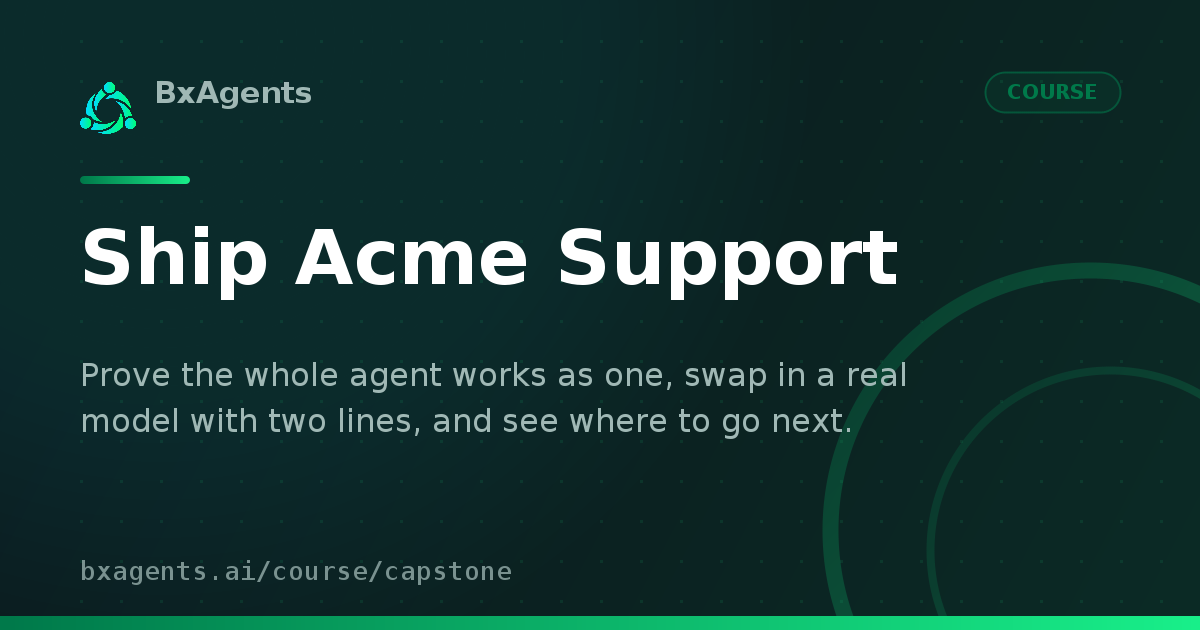 BxAgents
COURSE
Ship Acme Support
Prove the whole agent works as one, swap in a real
model with two lines, and see where to go next.
bxagents.ai/course/capstone